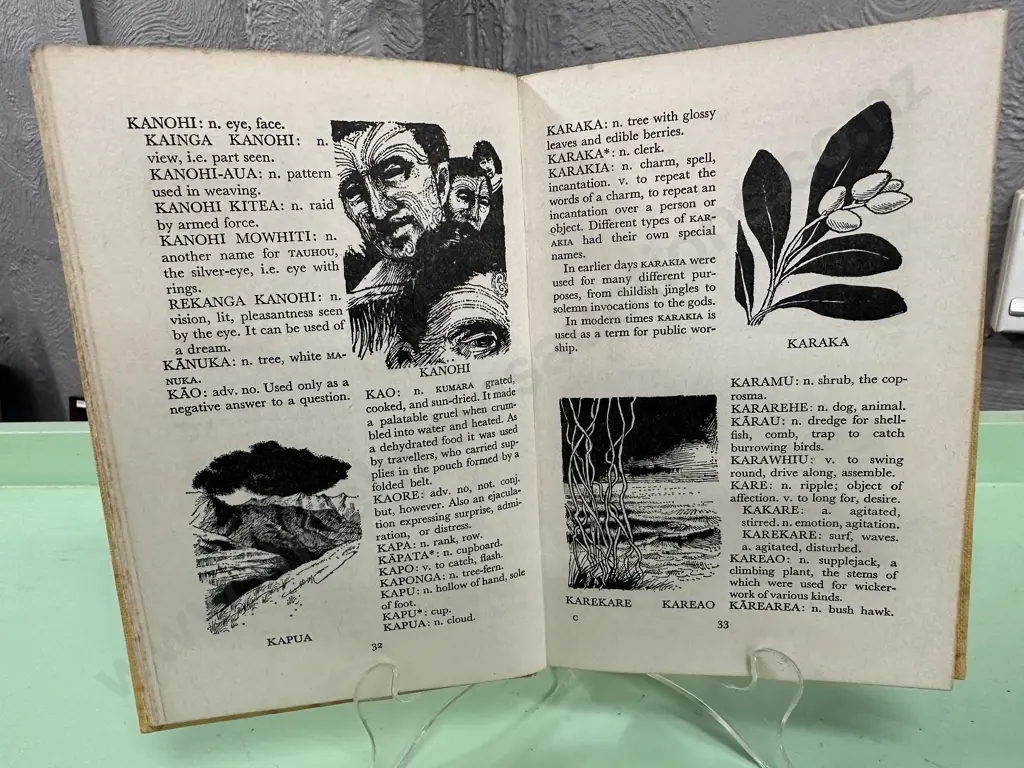 KANOHI: n. eye, face.
KAINGA KANOHI: n.
view, i.e. part seen.
KANOHI-AUA: n. pattern
used in weaving.
KANOHI KITEA: n. raid
by armed force.
KANOHI MOWHITI: n.
another name for TAUHOU,
the silver-eye, i.e. eye with
rings.
REKANGA KANOHI: n.
vision, lit, pleasantness seen
by the eye. It can be used of
a dream.
KĀNUKA: n. tree, white MA-
NUKA.
KĀO: adv. no. Used only as a
negative answer to a question.
KAPUA
KANOHI
KAO: n. KUMARA grated,
cooked, and sun-dried. It made
a palatable gruel when crum-
bled into water and heated. As
a dehydrated food it was used
by travellers, who carried sup-
plies in the pouch formed by a
folded belt.
KAORE: adv. no, not. conj.
but, however. Also an ejacula-
tion expressing surprise, admi-
ration, or distress.
KAPA: n. rank, row.
KĀPATA*: n. cupboard.
KAPO: v. to catch, flash.
KAPONGA: n. tree-fern.
KAPU: n. hollow of hand, sole
of foot.
KAPU*: cup.
KAPUA: n. cloud.
32
KARAKA: n. tree with glossy
leaves and edible berries.
KARAKA*: n. clerk.
KARAKIA: n. charm, spell,
incantation. v. to repeat the
words of a charm, to repeat an
incantation over a person or
object. Different types of KAR-
AKIA had their own special
names.
In earlier days KARAKIA were
used for many different pur-
poses, from childish jingles to
solemn invocations to the gods.
In modern times KARAKIA is
used as a term for public wor-
ship.
KARAKA
KAREKARE KAREAO
KARAMU: n. shrub, the cop-
rosma.
KARAREHE: n. dog, animal.
KĀRAU: n. dredge for shell-
fish, comb, trap to catch
burrowing birds.
KARAWHIU: v. to swing
round, drive along, assemble.
KARE: n. ripple; object of
affection. v. to long for, desire.
KAKARE: a. agitated,
stirred. n. emotion, agitation.
KAREKARE: surf, waves.
a. agitated, disturbed.
KAREAO: n. supplejack, a
climbing plant, the stems of
which were used for wicker-
work of various kinds.
KĀREAREA: n. bush hawk.
C
33